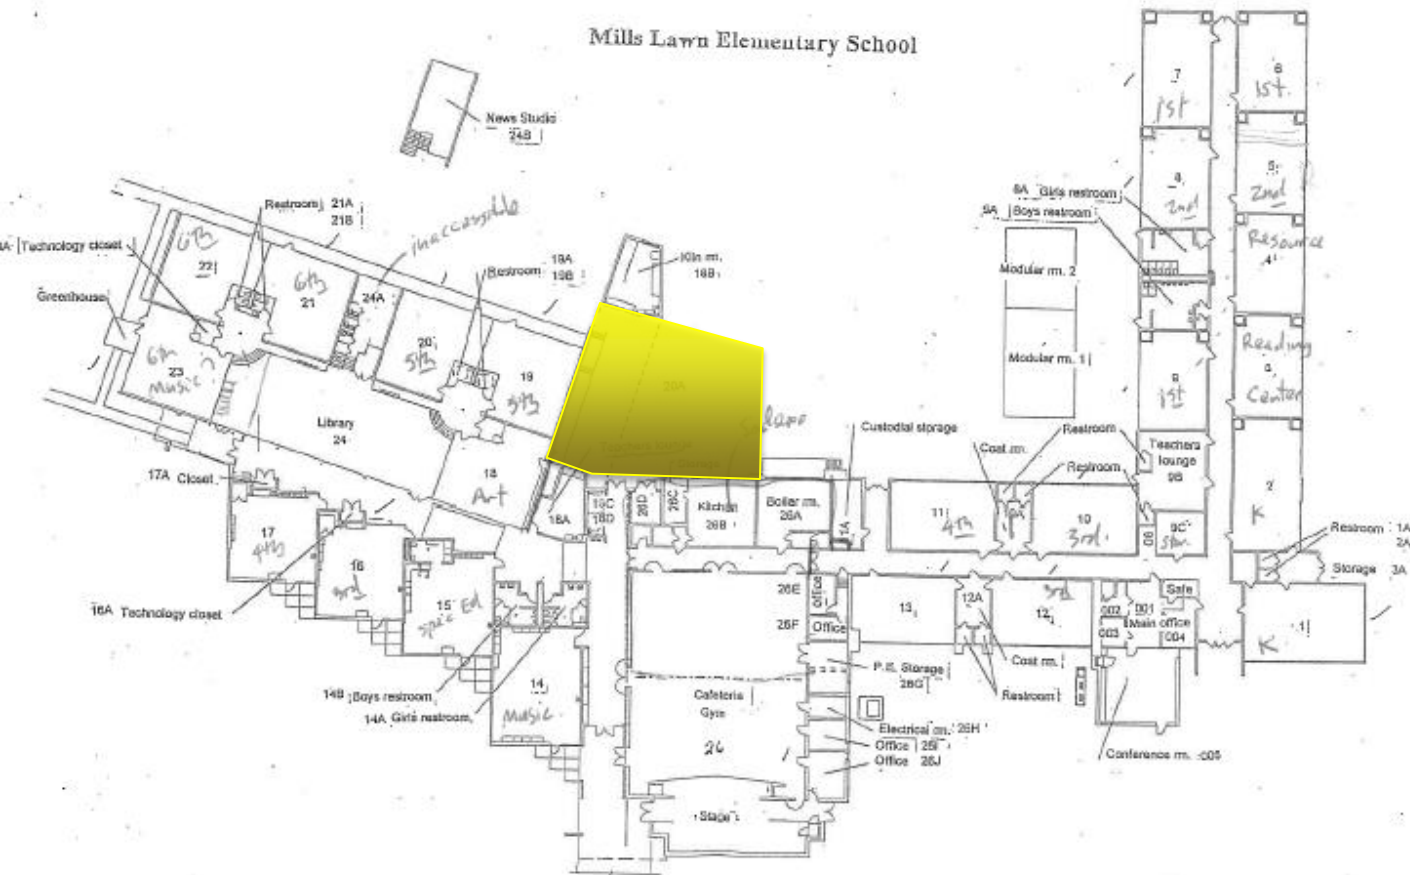 Mills Lawn Elementary School
News Studio
24B
7
1st
6
1st
8
2nd
5
2nd
8A Girls restroom
9A Boys restroom
Resource
4
Modular rm. 2
Modular rm. 1
Reading
3
Center
9
1st
Restroom 21A
21B
inaccessible
Technology closet
Greenhouse
6th
22
6th
21
24A
Restroom 19A
19B
Kiln rm.
18B
6th
23
Music
20
5th
19
5th
20A
Library
24
18
Art
Custodial storage
Coat rm.
Restroom
Restroom
Teachers
lounge
9B
17A Closet
17
4th
16
3rd
15
Spec Ed
18A
26D
26C
Kitchen
26B
Boiler rm.
26A
1A
11
4th
10
3rd
9C
2
K
Restroom 1A
2A
Storage 3A
16A Technology closet
26E
Office
26F
Office
13
12A
12
3rd
Safe
002
001
Main office
003
004
1
K
14B Boys restroom
14A Girls restroom
14
Music
Cafeteria
Gym
26
P.E. Storage
26G
Coat rm.
Restroom
Electrical rm. 26H
Office 26I
Office 26J
Conference rm. 005
Stage